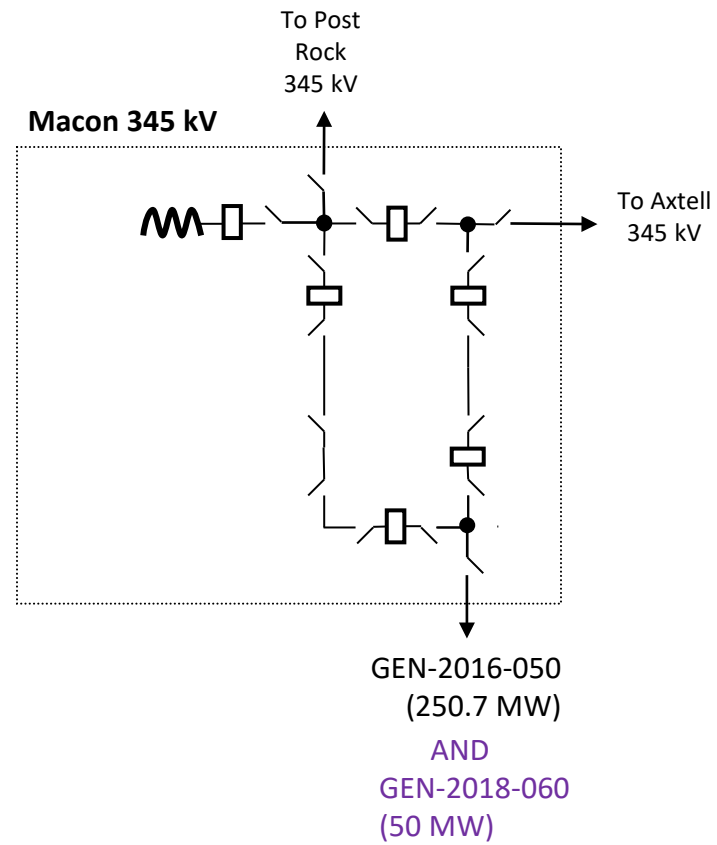 To Post
Rock
345 kV
Macon 345 kV
To Axtell
345 kV
GEN-2016-050
(250.7 MW)
AND
GEN-2018-060
(50 MW)